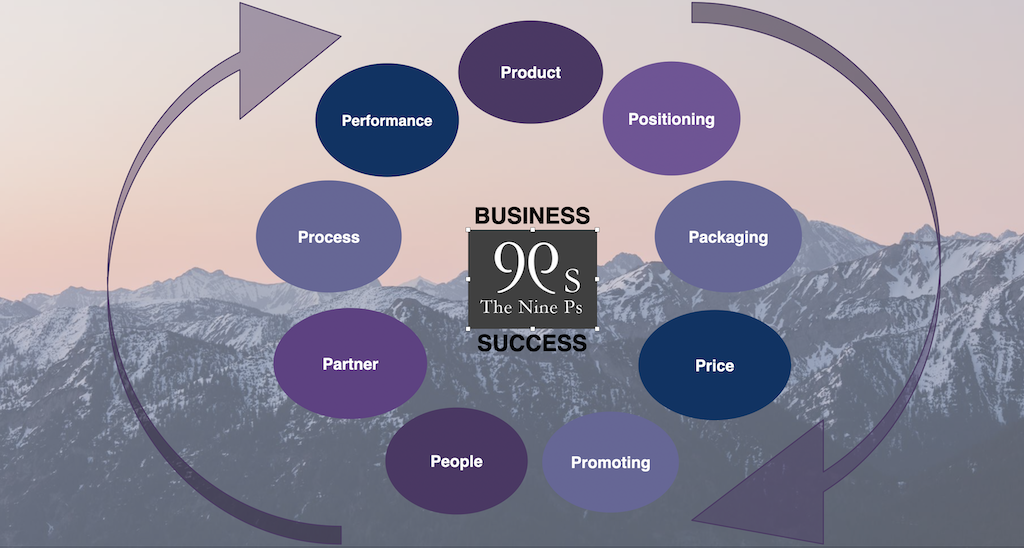 Product
Positioning
Packaging
Price
Promoting
People
Partner
Process
Performance
BUSINESS
9Ps
The Nine Ps
SUCCESS